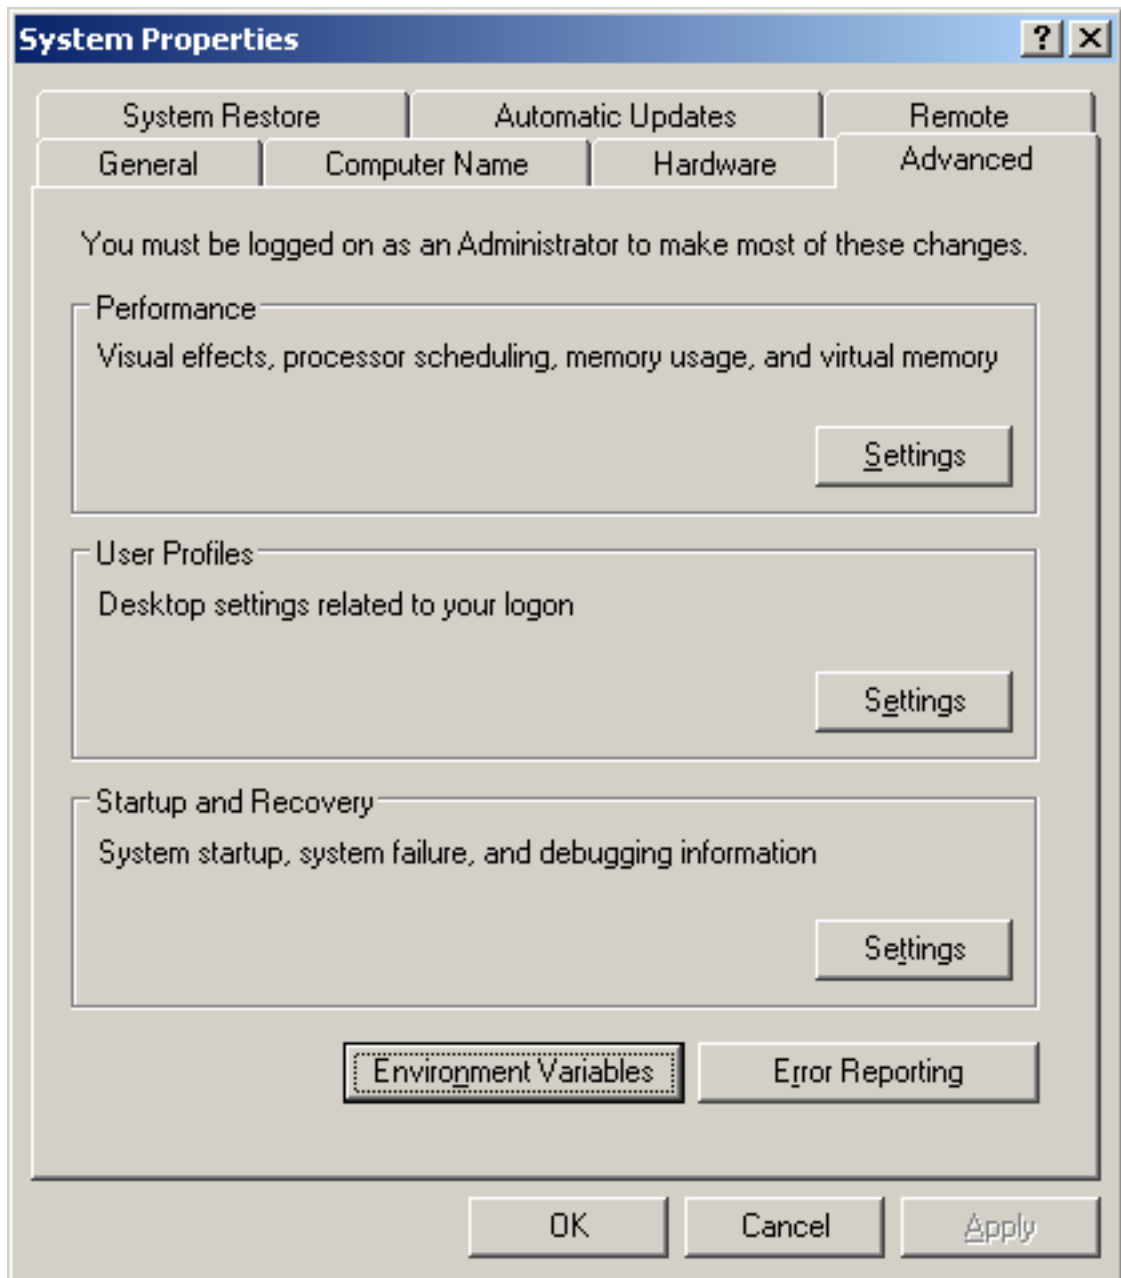 System Properties
System Restore Automatic Updates Remote
General Computer Name Hardware Advanced
You must be logged on as an Administrator to make most of these changes.
Performance
Visual effects, processor scheduling, memory usage, and virtual memory
Settings
User Profiles
Desktop settings related to your logon
Settings
Startup and Recovery
System startup, system failure, and debugging information
Settings
Environment Variables Error Reporting
OK Cancel Apply